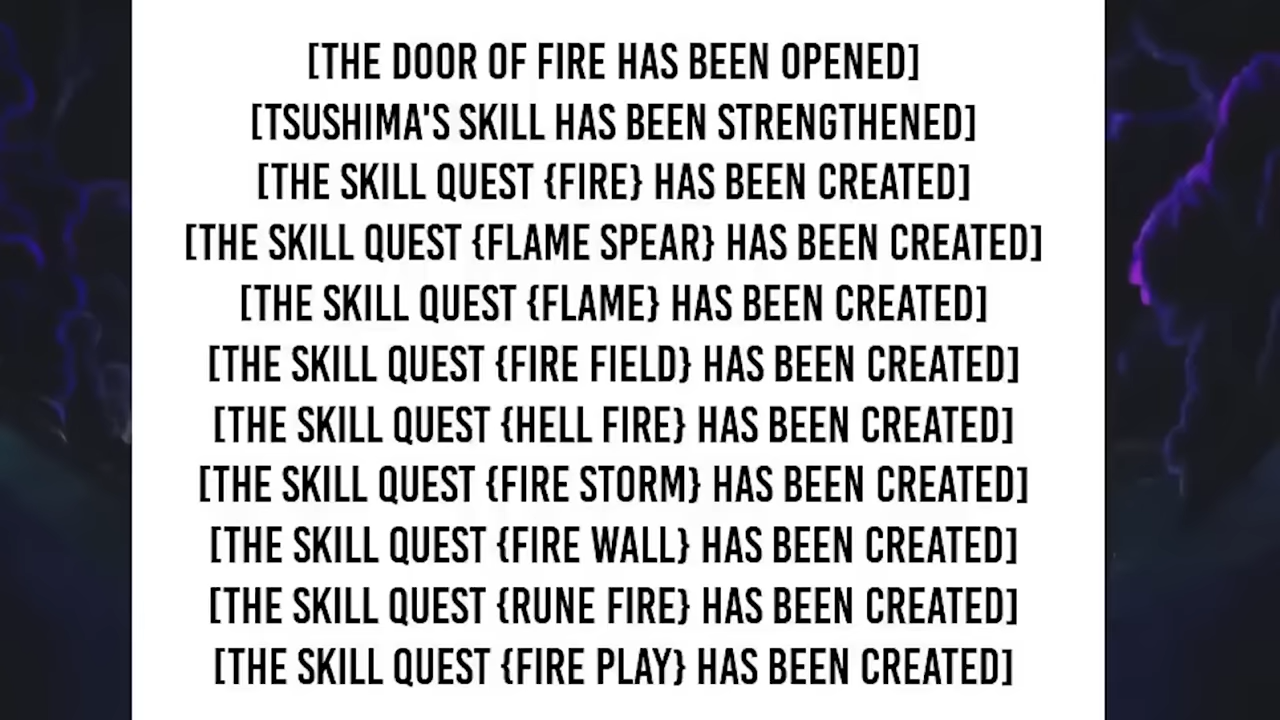 [THE DOOR OF FIRE HAS BEEN OPENED]
[TSUSHIMA'S SKILL HAS BEEN STRENGTHENED]
[THE SKILL QUEST {FIRE} HAS BEEN CREATED]
[THE SKILL QUEST {FLAME SPEAR} HAS BEEN CREATED]
[THE SKILL QUEST {FLAME} HAS BEEN CREATED]
[THE SKILL QUEST {FIRE FIELD} HAS BEEN CREATED]
[THE SKILL QUEST {HELL FIRE} HAS BEEN CREATED]
[THE SKILL QUEST {FIRE STORM} HAS BEEN CREATED]
[THE SKILL QUEST {FIRE WALL} HAS BEEN CREATED]
[THE SKILL QUEST {RUNE FIRE} HAS BEEN CREATED]
[THE SKILL QUEST {FIRE PLAY} HAS BEEN CREATED]